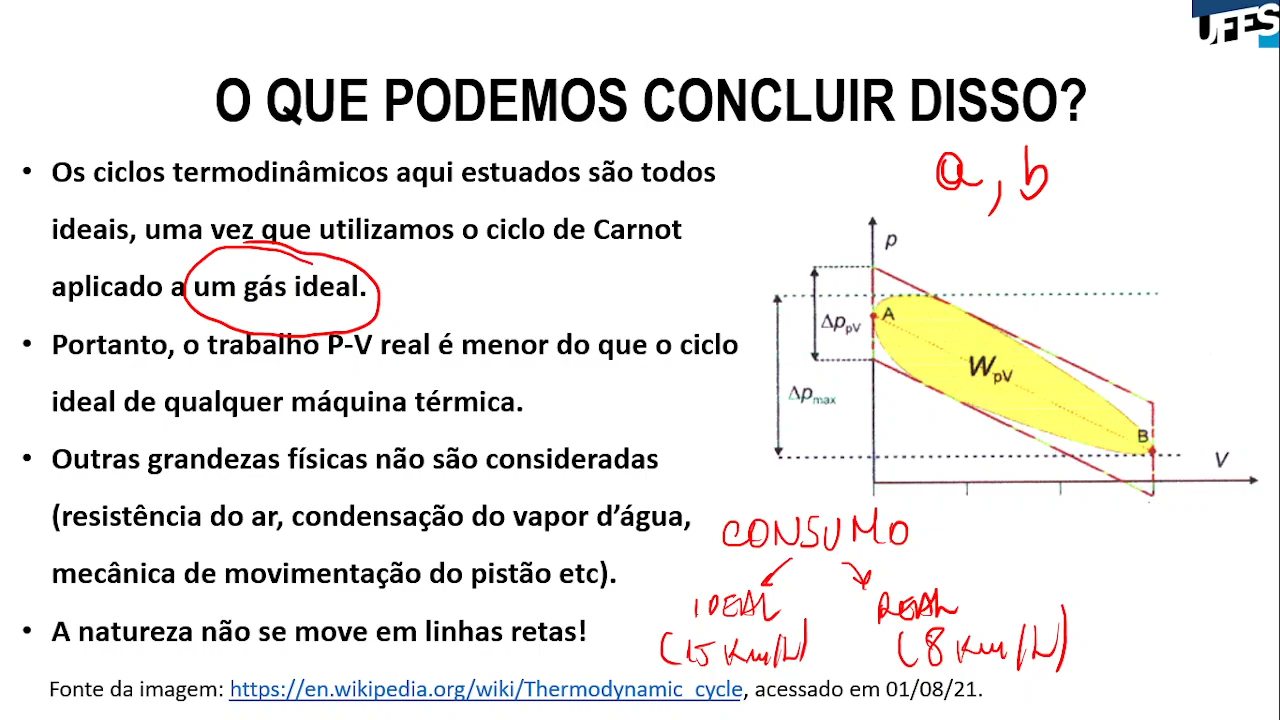 UFES
O QUE PODEMOS CONCLUIR DISSO?
• Os ciclos termodinâmicos aqui estuados são todos
ideais, uma vez que utilizamos o ciclo de Carnot
aplicado a um gás ideal.
• Portanto, o trabalho P-V real é menor do que o ciclo
ideal de qualquer máquina térmica.
• Outras grandezas físicas não são consideradas
(resistência do ar, condensação do vapor d’água,
mecânica de movimentação do pistão etc).
• A natureza não se move em linhas retas!
a, b
p
A
ΔppV
WpV
Δpmax
B
V
CONSUMO
IDEAL REAL
(15 Km/L) (8 Km/L)
Fonte da imagem: https://en.wikipedia.org/wiki/Thermodynamic_cycle, acessado em 01/08/21.